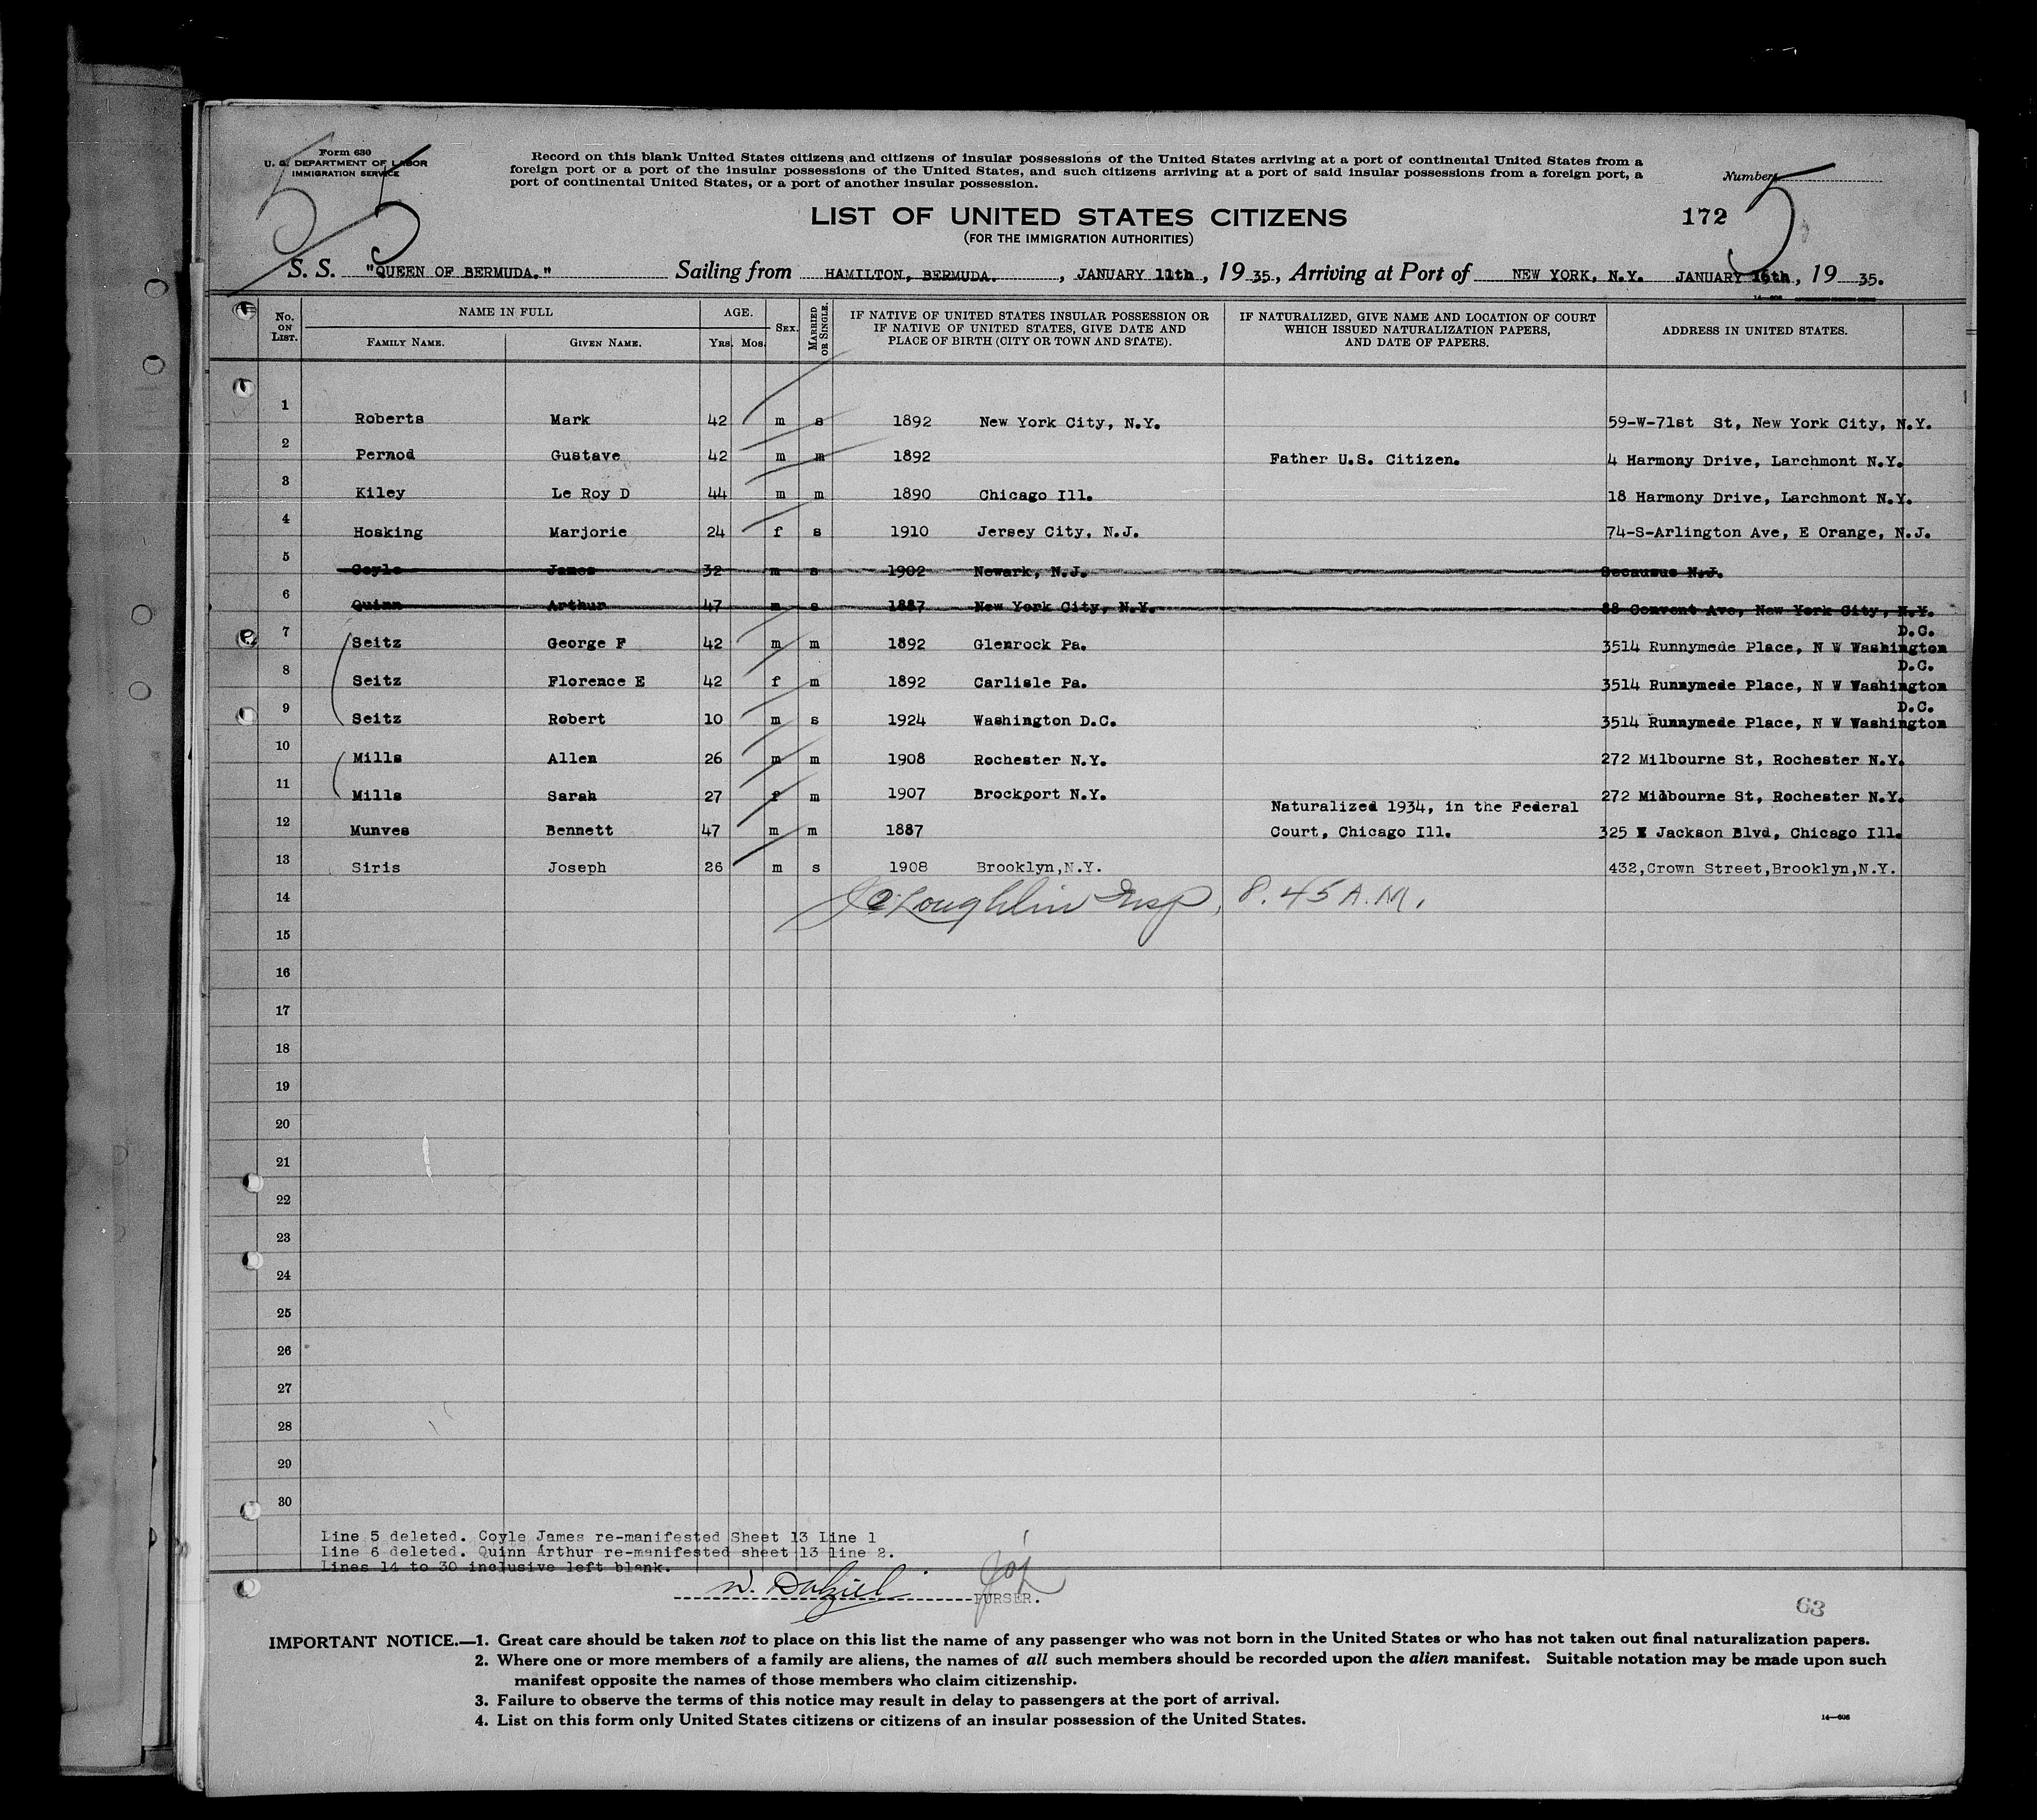 Form 630
U. S. DEPARTMENT OF LABOR
IMMIGRATION SERVICE
55
Record on this blank United States citizens and citizens of insular possessions of the United States arriving at a port of continental United States from a
foreign port or a port of the insular possessions of the United States, and such citizens arriving at a port of said insular possessions from a foreign port, a
port of continental United States, or a port of another insular possession.
Number 5
LIST OF UNITED STATES CITIZENS
172
(FOR THE IMMIGRATION AUTHORITIES)
S. S. "QUEEN OF BERMUDA." Sailing from HAMILTON, BERMUDA. , JANUARY 11th , 19 35., Arriving at Port of NEW YORK, N.Y. JANUARY 16th , 19 35.
No. ON LIST. NAME IN FULL FAMILY NAME. GIVEN NAME. AGE. YRS. MOS. SEX. MARRIED OR SINGLE. IF NATIVE OF UNITED STATES INSULAR POSSESSION OR IF NATIVE OF UNITED STATES, GIVE DATE AND PLACE OF BIRTH (CITY OR TOWN AND STATE). IF NATURALIZED, GIVE NAME AND LOCATION OF COURT WHICH ISSUED NATURALIZATION PAPERS, AND DATE OF PAPERS. ADDRESS IN UNITED STATES.
1 Roberts Mark 42 m s 1892 New York City, N.Y. 59-W-71st St, New York City, N.Y.
2 Pernod Gustave 42 m m 1892 Father U.S. Citizen. 4 Harmony Drive, Larchmont N.Y.
3 Kiley Le Roy D 44 m m 1890 Chicago Ill. 18 Harmony Drive, Larchmont N.Y.
4 Hosking Marjorie 24 f s 1910 Jersey City, N.J. 74-S-Arlington Ave, E Orange, N.J.
5 Coyle James 32 m s 1902 Newark, N.J. Secausus N.J.
6 Quinn Arthur 47 m s 1887 New York City, N.Y. 88 Convent Ave, New York City, N.Y.
7 Seitz George F 42 m m 1892 Glenrock Pa. 3514 Runnymede Place, N W Washington D.C.
8 Seitz Florence E 42 f m 1892 Carlisle Pa. 3514 Runnymede Place, N W Washington D.C.
9 Seitz Robert 10 m s 1924 Washington D.C. 3514 Runnymede Place, N W Washington D.C.
10 Mills Allen 26 m m 1908 Rochester N.Y. 272 Milbourne St, Rochester N.Y.
11 Mills Sarah 27 f m 1907 Brockport N.Y. 272 Milbourne St, Rochester N.Y.
12 Munves Bennett 47 m m 1887 Naturalized 1934, in the Federal Court, Chicago Ill. 325 Jackson Blvd, Chicago Ill.
13 Siris Joseph 26 m s 1908 Brooklyn,N.Y. 432,Crown Street,Brooklyn,N.Y.
14 O'Loughlin Insp, 8.45 A.M.
15
16
17
18
19
20
21
22
23
24
25
26
27
28
29
30
Line 5 deleted. Coyle James re-manifested Sheet 13 Line 1
Line 6 deleted. Quinn Arthur re-manifested sheet 13 line 2.
Lines 14 to 30 inclusive left blank.
W. Dalziel PURSER.
63
IMPORTANT NOTICE.—1. Great care should be taken not to place on this list the name of any passenger who was not born in the United States or who has not taken out final naturalization papers.
2. Where one or more members of a family are aliens, the names of all such members should be recorded upon the alien manifest. Suitable notation may be made upon such
manifest opposite the names of those members who claim citizenship.
3. Failure to observe the terms of this notice may result in delay to passengers at the port of arrival.
4. List on this form only United States citizens or citizens of an insular possession of the United States.
14—606